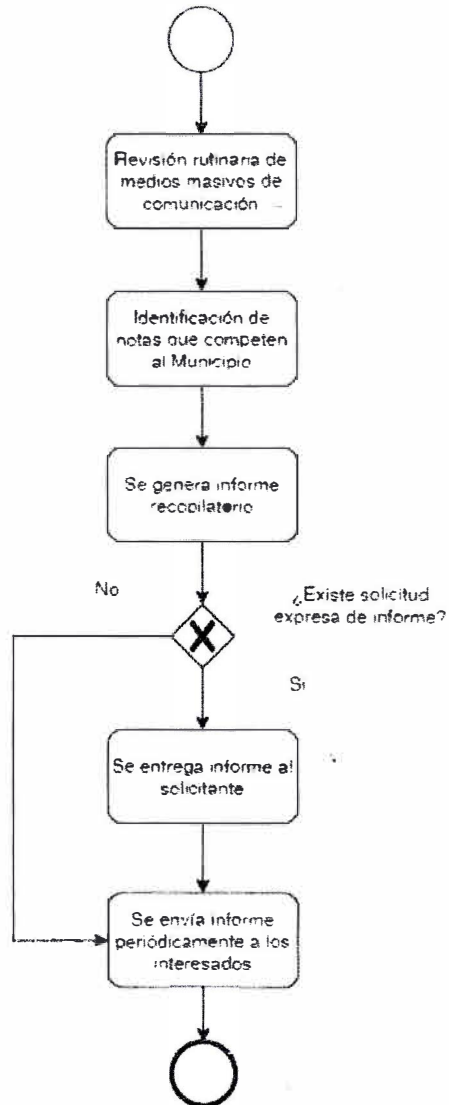 Revisión rutinaria de
medios masivos de
comunicación
Identificación de
notas que competen
al Municipio
Se genera informe
recopilatorio
No
¿Existe solicitud
expresa de informe?
Si
Se entrega informe al
solicitante
Se envía informe
periódicamente a los
interesados